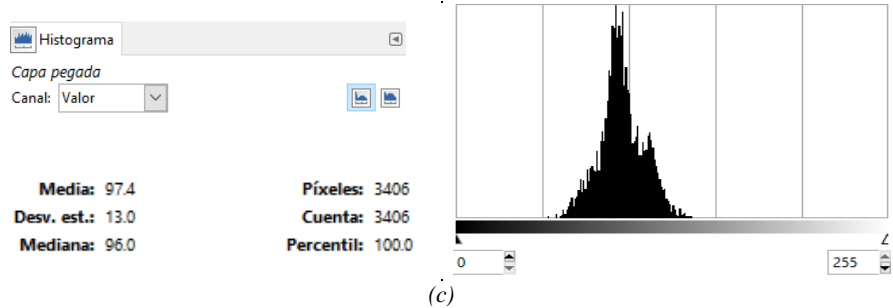 Histograma
Capa pegada
Canal: Valor
Media: 97.4 Píxeles: 3406
Desv. est.: 13.0 Cuenta: 3406
Mediana: 96.0 Percentil: 100.0
0 255
(c)